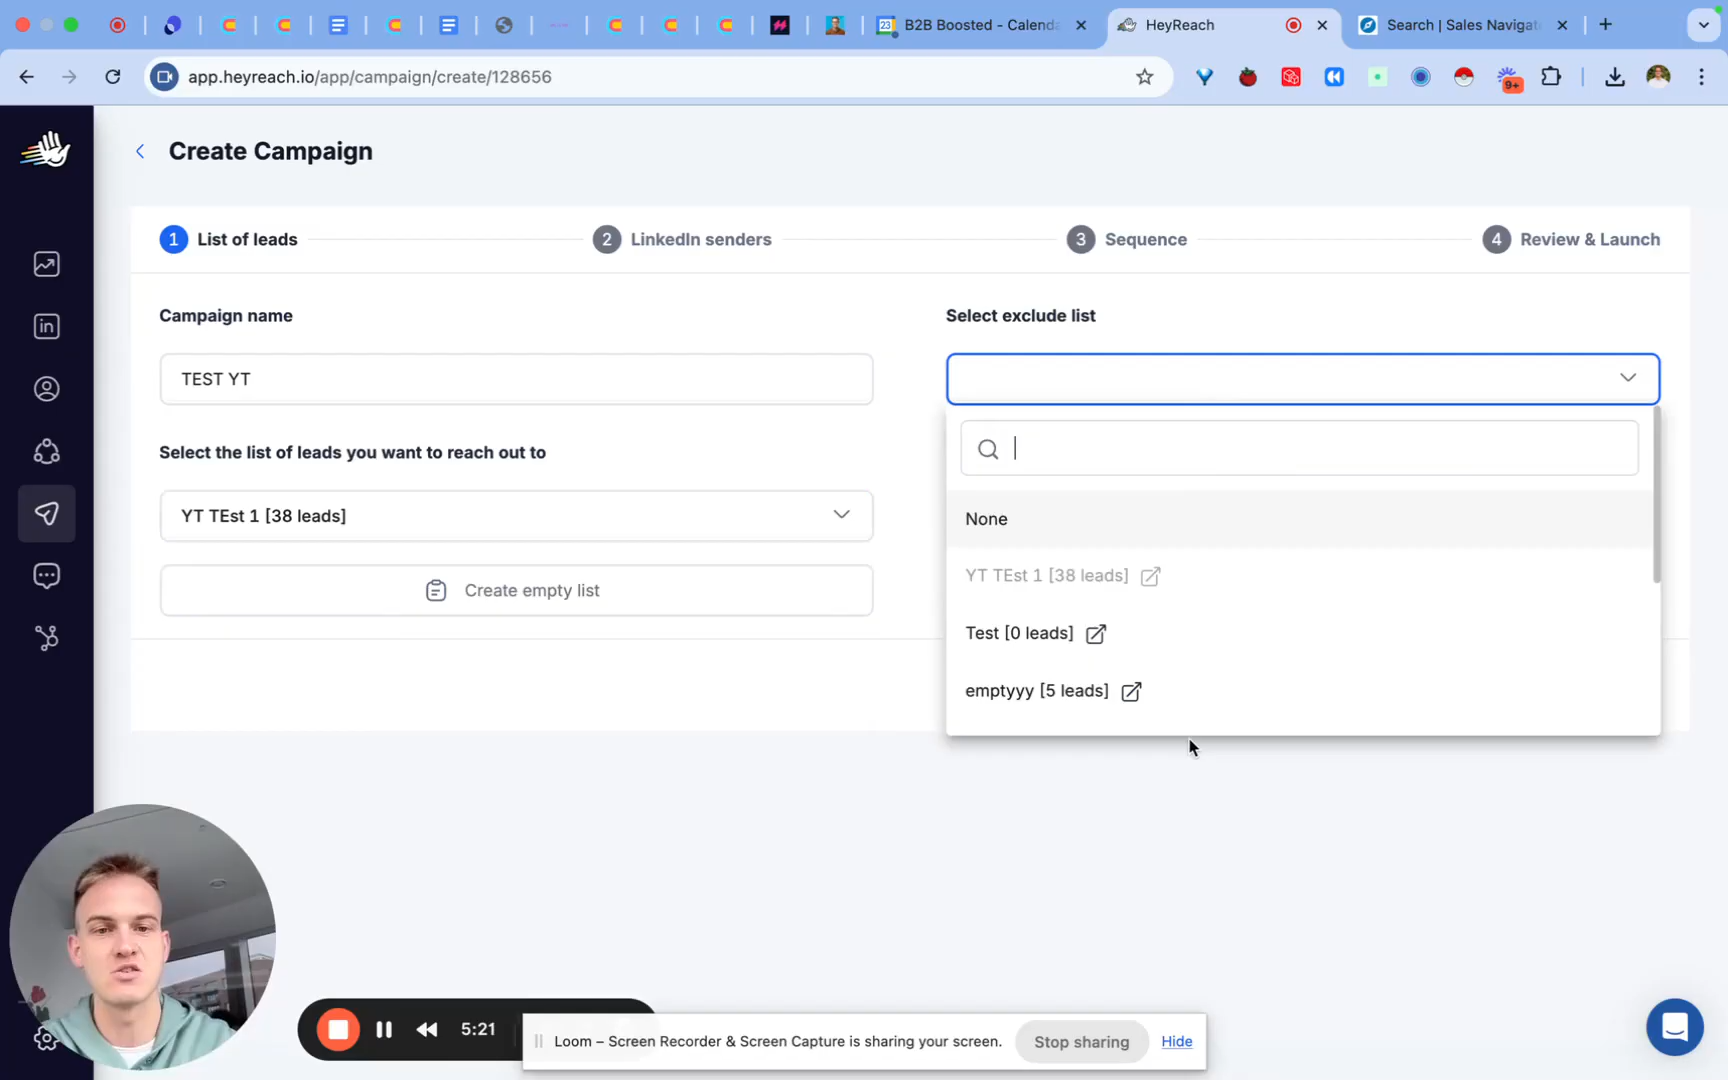 B2B Boosted - Calenda
HeyReach
Search | Sales Navigat
app.heyreach.io/app/campaign/create/128656
9+
Create Campaign
1 List of leads
2 LinkedIn senders
3 Sequence
4 Review & Launch
Campaign name
TEST YT
Select the list of leads you want to reach out to
YT TEst 1 [38 leads]
Create empty list
Select exclude list
None
YT TEst 1 [38 leads]
Test [0 leads]
emptyyy [5 leads]
5:21
Loom – Screen Recorder & Screen Capture is sharing your screen.
Stop sharing
Hide